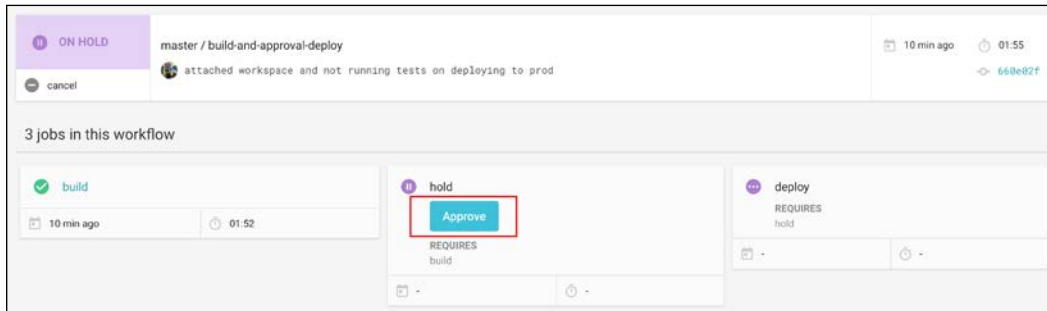 ON HOLD
cancel
master / build-and-approval-deploy
attached workspace and not running tests on deploying to prod
10 min ago
01:55
660e02f
3 jobs in this workflow
build
10 min ago
01:52
hold
Approve
REQUIRES
build
-
-
deploy
REQUIRES
hold
-
-